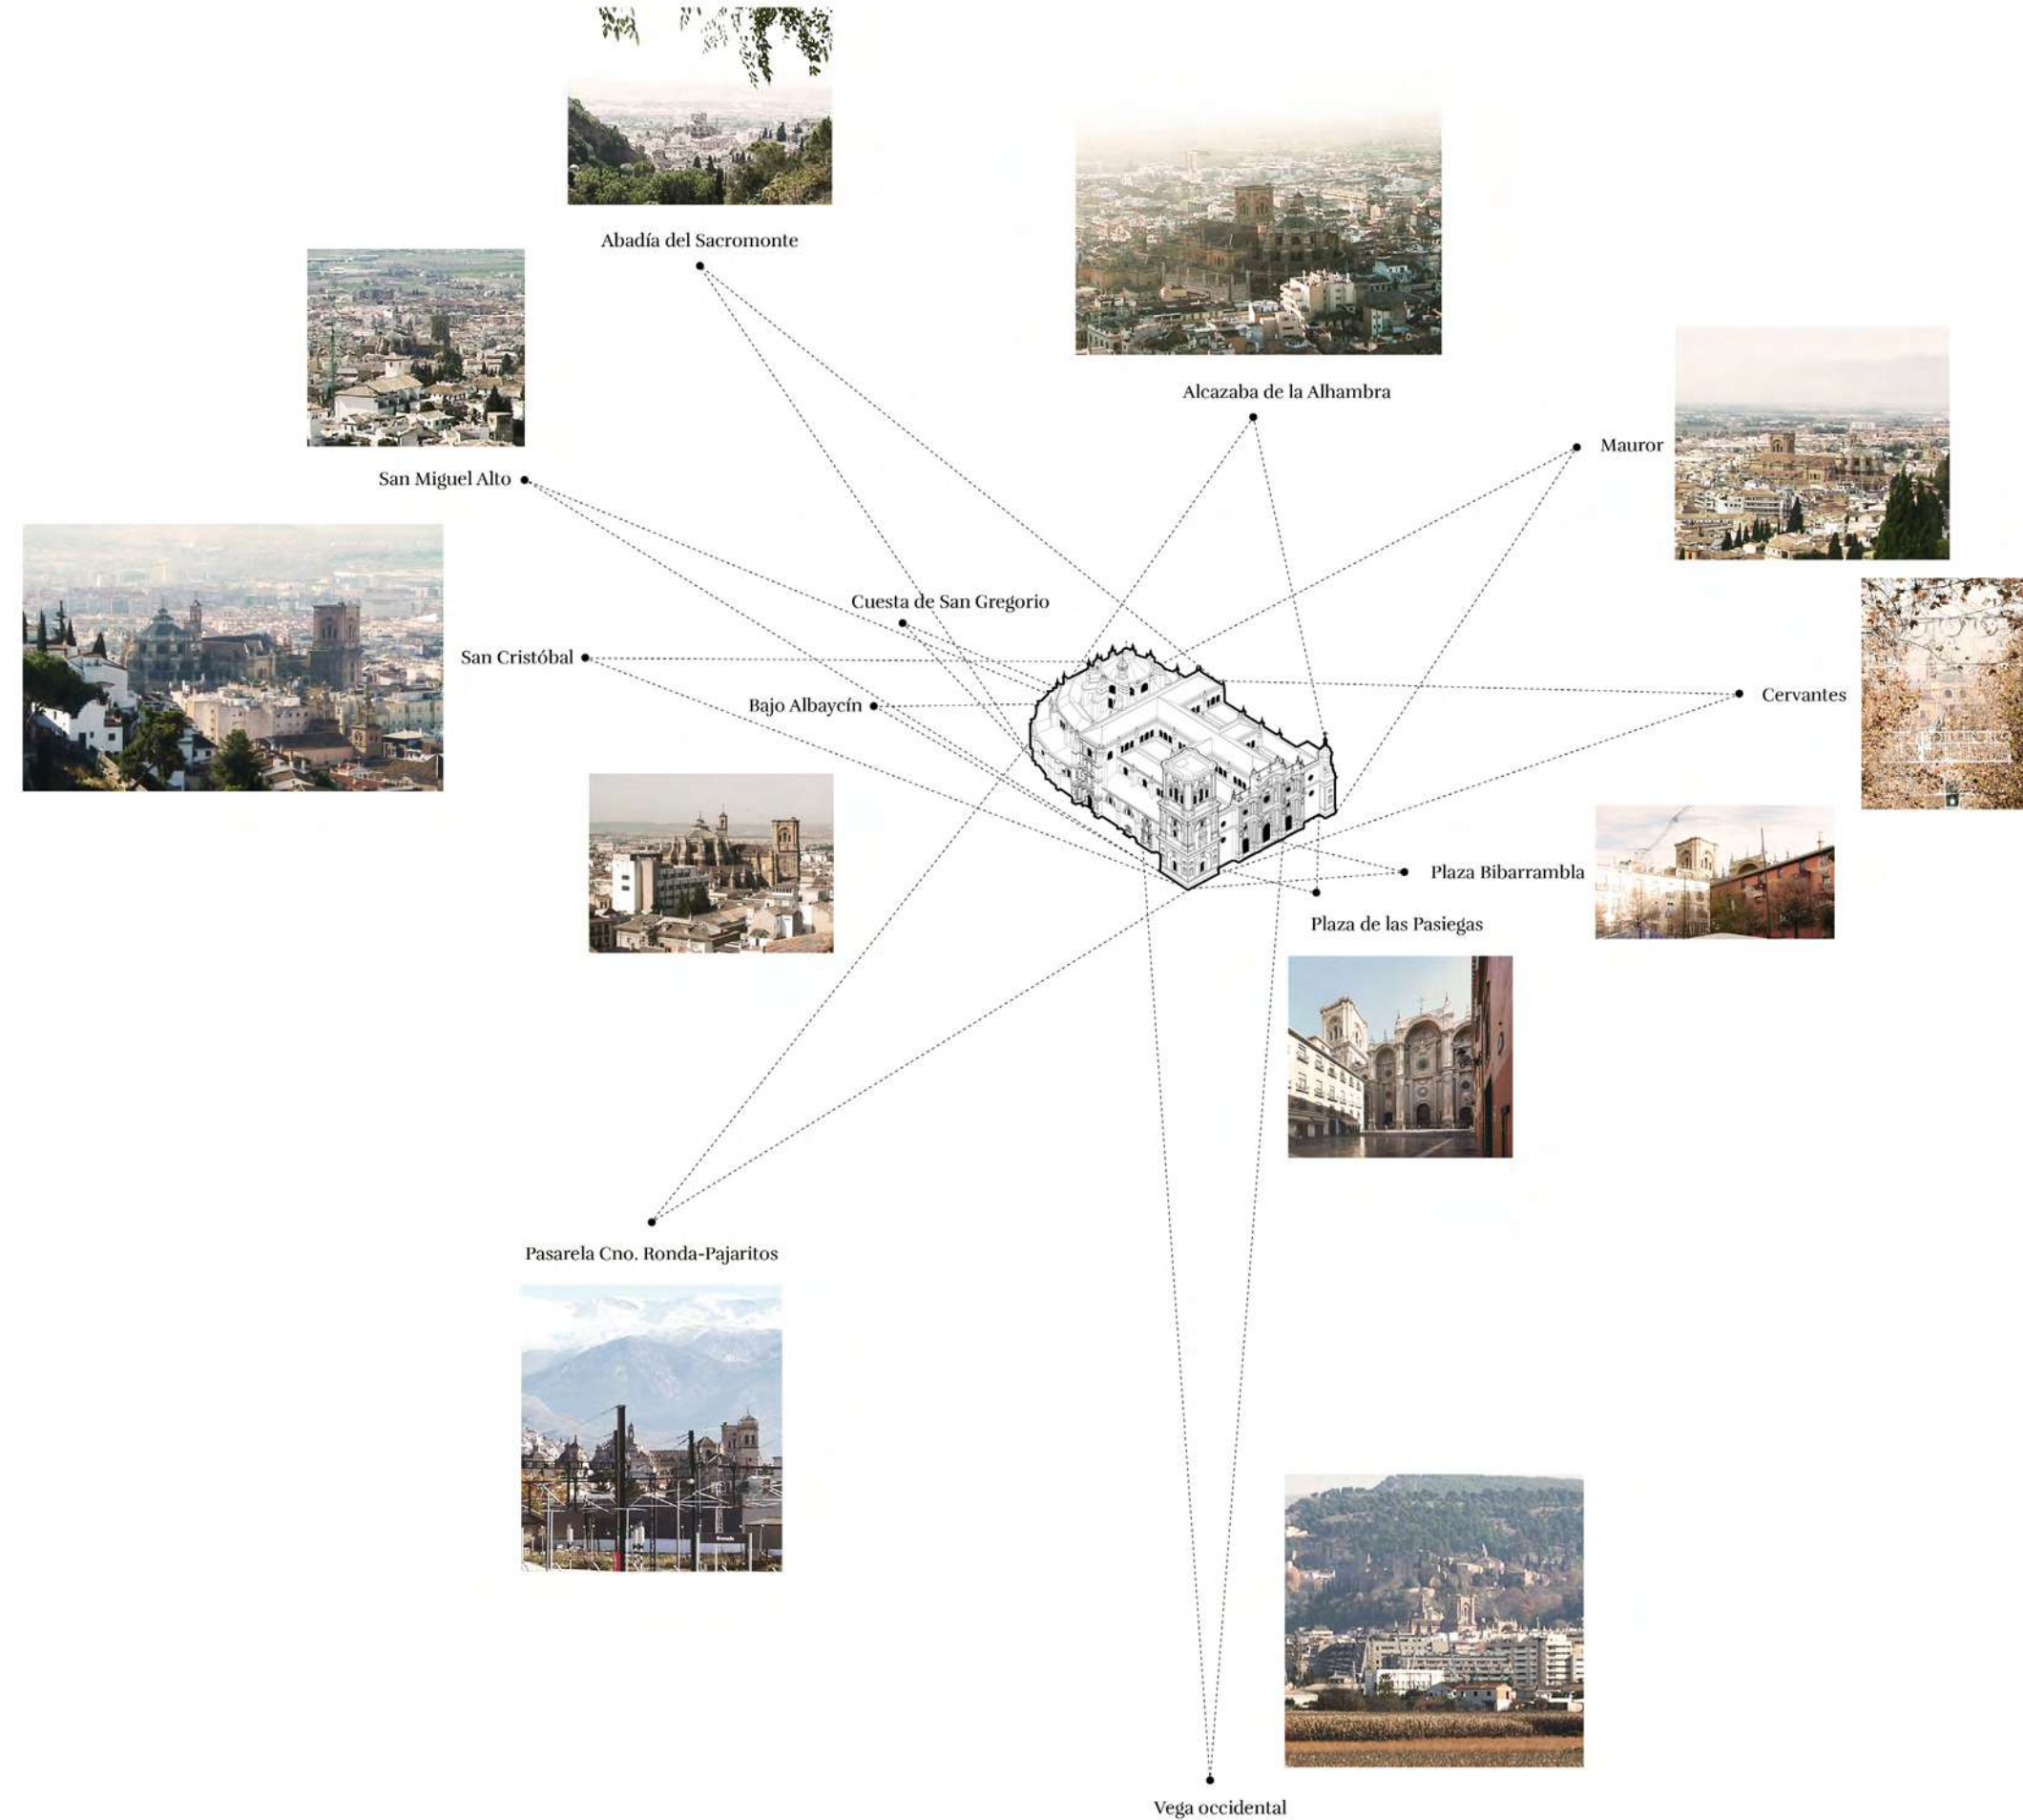 Abadía del Sacromonte
Alcazaba de la Alhambra
Mauror
San Miguel Alto
Cuesta de San Gregorio
San Cristóbal
Cervantes
Bajo Albaycín
Plaza Bibarrambla
Plaza de las Pasiegas
Pasarela Cno. Ronda-Pajaritos
Granada
Vega occidental